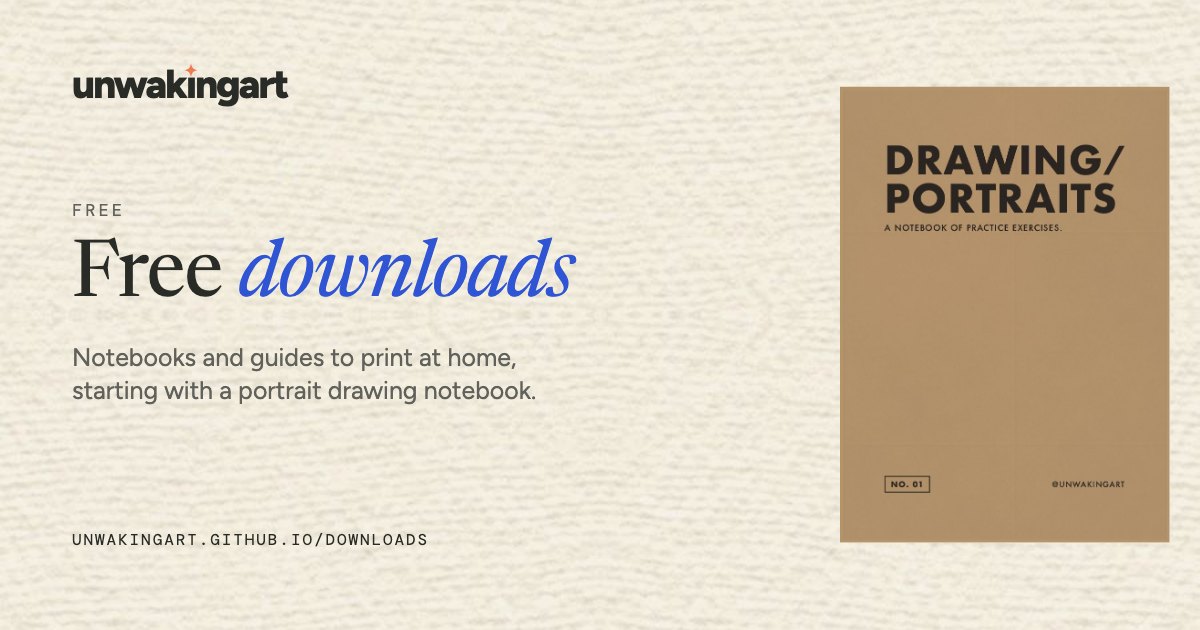 unwakingart
FREE
Free downloads
Notebooks and guides to print at home,
starting with a portrait drawing notebook.
UNWAKINGART.GITHUB.IO/DOWNLOADS
DRAWING/
PORTRAITS
A NOTEBOOK OF PRACTICE EXERCISES.
NO. 01
@UNWAKINGART